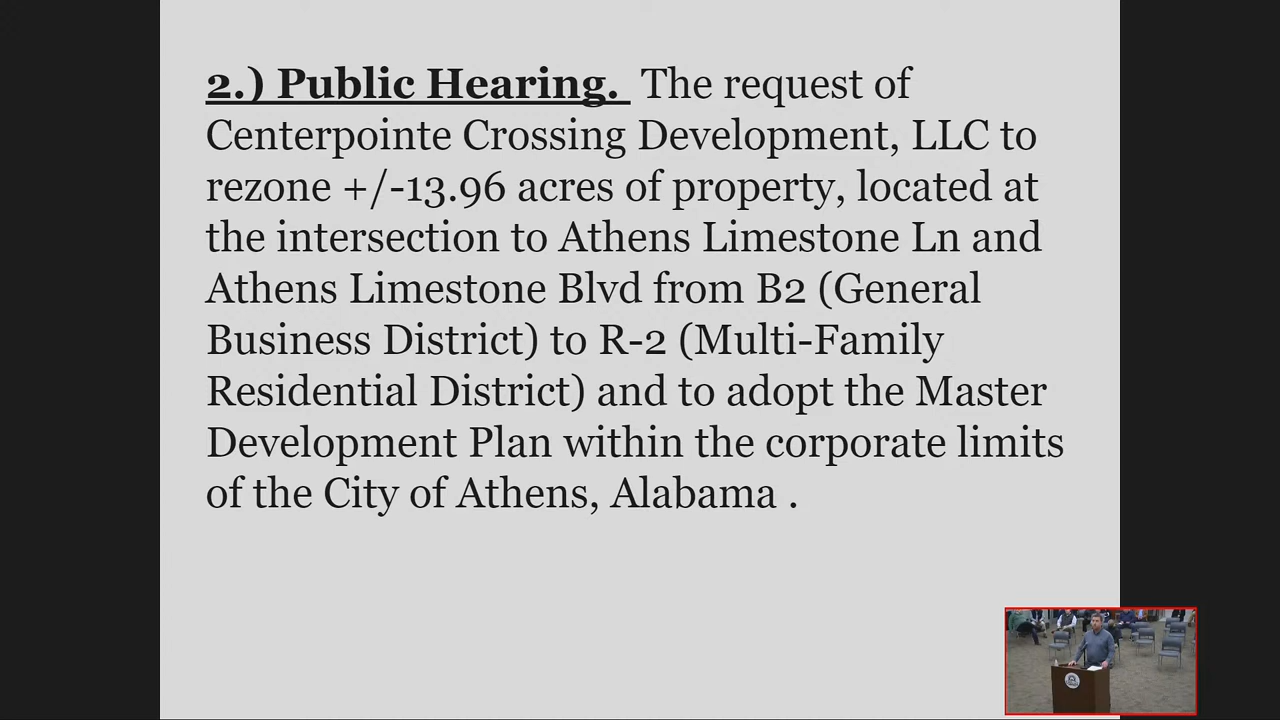 2.) Public Hearing. The request of
Centerpointe Crossing Development, LLC to
rezone +/-13.96 acres of property, located at
the intersection to Athens Limestone Ln and
Athens Limestone Blvd from B2 (General
Business District) to R-2 (Multi-Family
Residential District) and to adopt the Master
Development Plan within the corporate limits
of the City of Athens, Alabama .